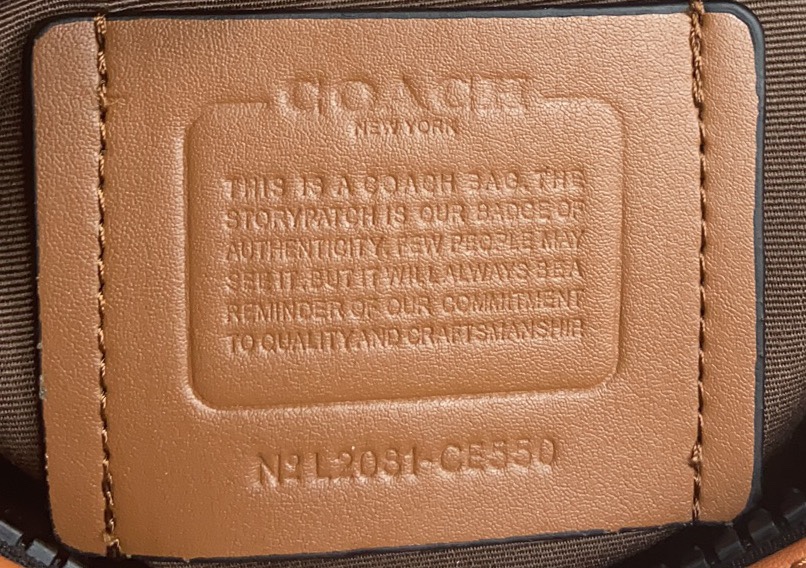 COACH
NEW YORK
THIS IS A COACH BAG. THE
STORYPATCH IS OUR BADGE OF
AUTHENTICITY. FEW PEOPLE MAY
SEE IT. BUT IT WILL ALWAYS BE A
REMINDER OF OUR COMMITMENT
TO QUALITY AND CRAFTSMANSHIP
Nº L2081-CE550